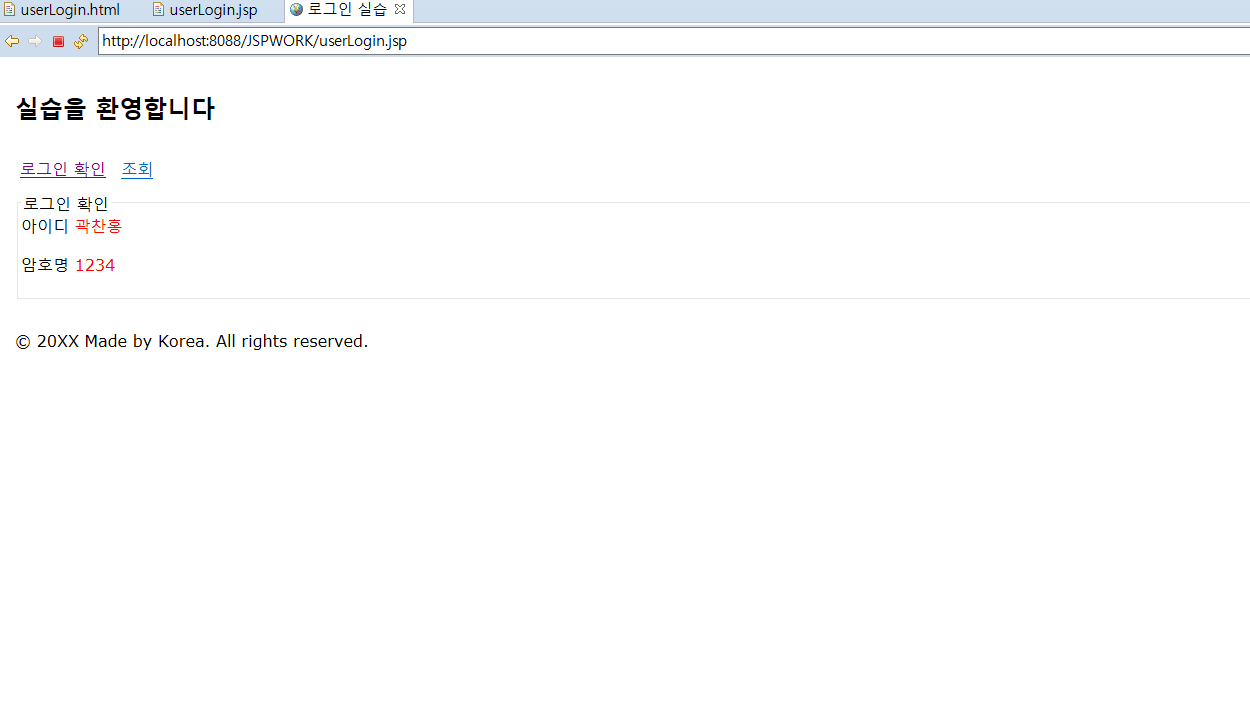 userLogin.html userLogin.jsp 로그인 실습
http://localhost:8088/JSPWORK/userLogin.jsp
실습을 환영합니다
로그인 확인 조회
로그인 확인
아이디 곽찬홍
암호명 1234
© 20XX Made by Korea. All rights reserved.